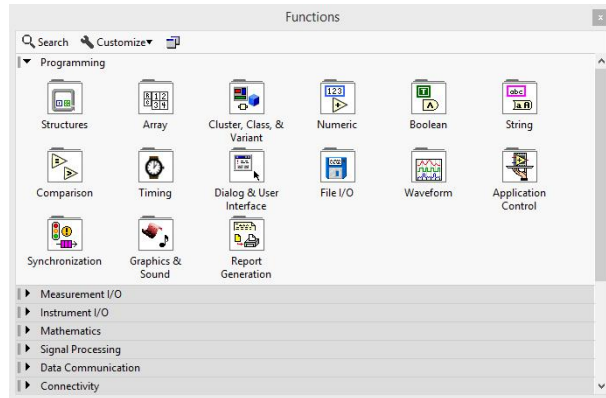 Functions
x
Search Customize
Programming
Structures Array Cluster, Class, & Variant Numeric Boolean String
Comparison Timing Dialog & User Interface File I/O Waveform Application Control
Synchronization Graphics & Sound Report Generation
Measurement I/O
Instrument I/O
Mathematics
Signal Processing
Data Communication
Connectivity